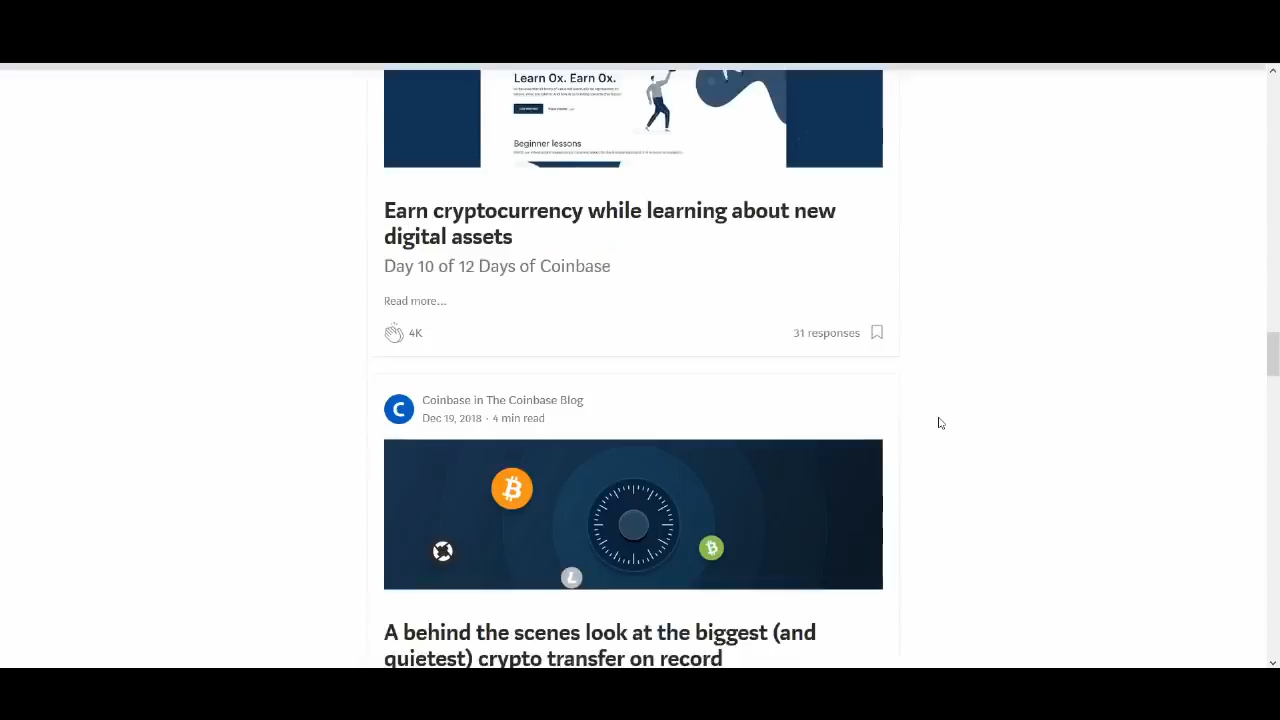 Learn Ox. Earn Ox.
Beginner lessons
Earn cryptocurrency while learning about new
digital assets
Day 10 of 12 Days of Coinbase
Read more...
4K
31 responses
C
Coinbase in The Coinbase Blog
Dec 19, 2018 · 4 min read
A behind the scenes look at the biggest (and
quietest) crypto transfer on record